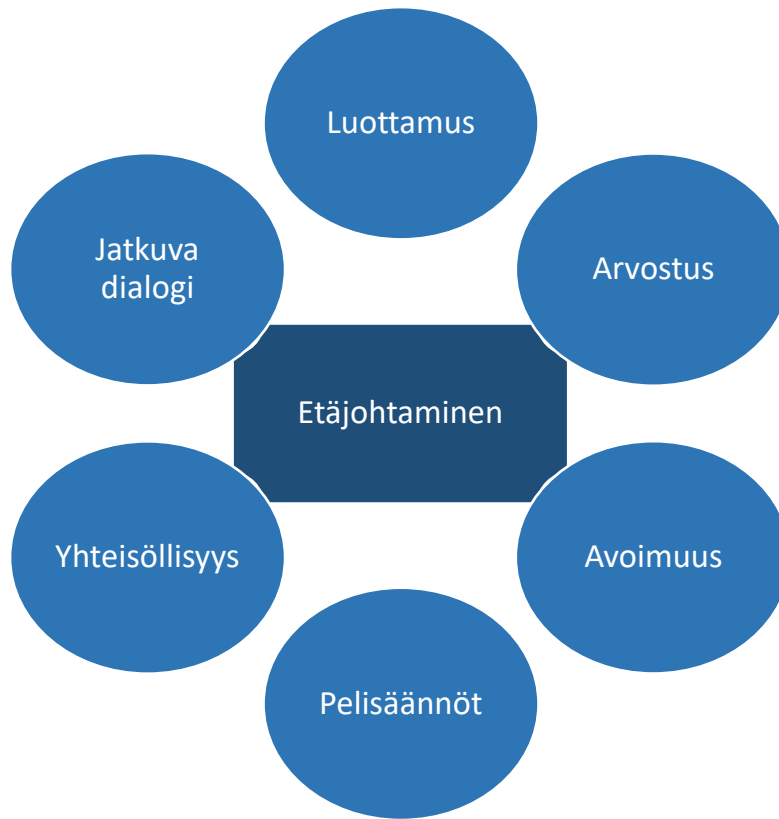 Luottamus
Jatkuva
dialogi
Arvostus
Etäjohtaminen
Yhteisöllisyys
Avoimuus
Pelisäännöt